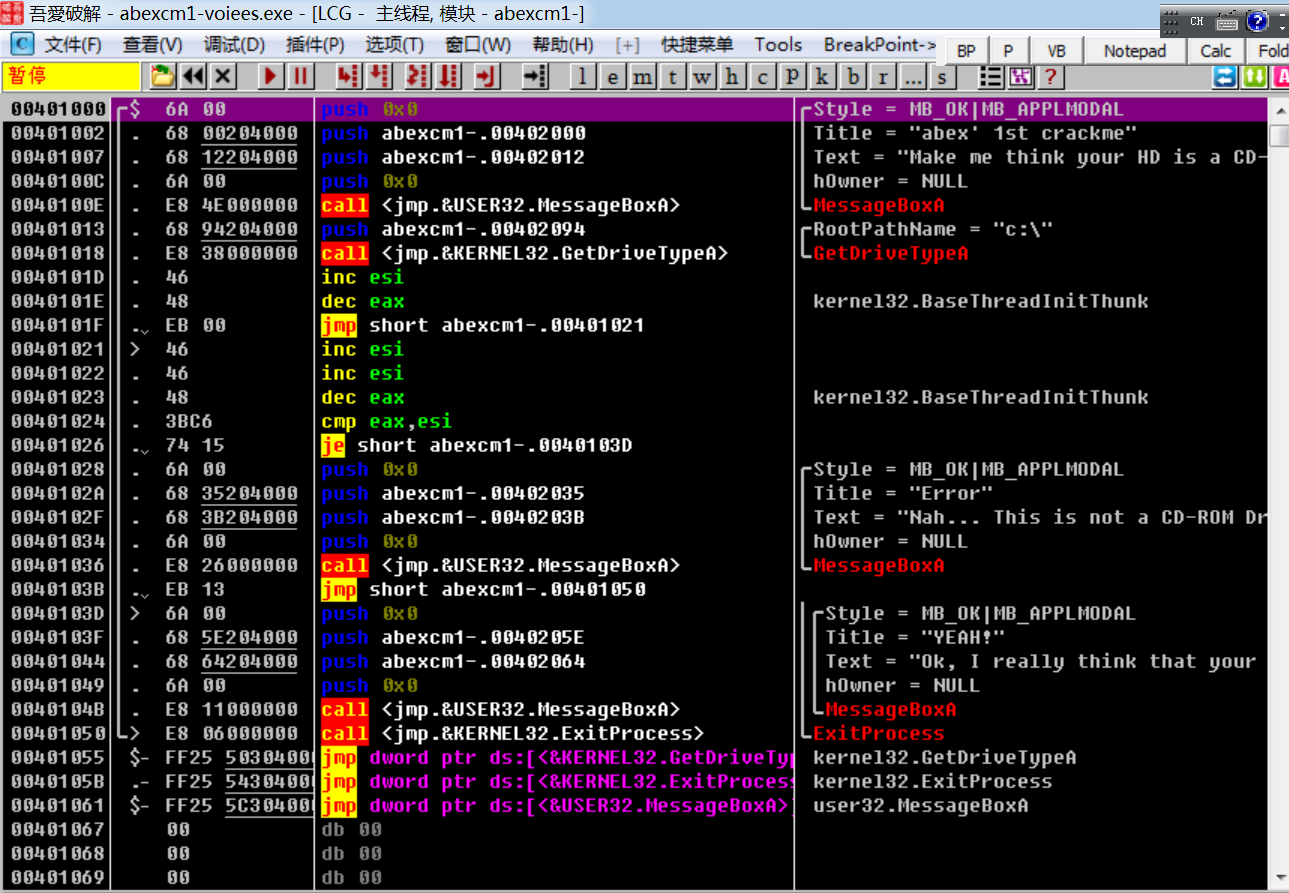 吾愛破解 - abexcm1-voiees.exe - [LCG - 主线程, 模块 - abexcm1-]
CH
文件(F) 查看(V) 调试(D) 插件(P) 选项(T) 窗口(W) 帮助(H) [+] 快捷菜单 Tools BreakPoint-> BP P VB Notepad Calc Fold
暂停 l e m t w h c p k b r ... s ?
00401000 $ 6A 00 push 0x0 Style = MB_OK|MB_APPLMODAL
00401002 . 68 00204000 push abexcm1-.00402000 Title = "abex' 1st crackme"
00401007 . 68 12204000 push abexcm1-.00402012 Text = "Make me think your HD is a CD-
0040100C . 6A 00 push 0x0 hOwner = NULL
0040100E . E8 4E000000 call <jmp.&USER32.MessageBoxA> MessageBoxA
00401013 . 68 94204000 push abexcm1-.00402094 RootPathName = "c:\"
00401018 . E8 38000000 call <jmp.&KERNEL32.GetDriveTypeA> GetDriveTypeA
0040101D . 46 inc esi
0040101E . 48 dec eax kernel32.BaseThreadInitThunk
0040101F . EB 00 jmp short abexcm1-.00401021
00401021 > 46 inc esi
00401022 . 46 inc esi
00401023 . 48 dec eax kernel32.BaseThreadInitThunk
00401024 . 3BC6 cmp eax,esi
00401026 . 74 15 je short abexcm1-.0040103D
00401028 . 6A 00 push 0x0 Style = MB_OK|MB_APPLMODAL
0040102A . 68 35204000 push abexcm1-.00402035 Title = "Error"
0040102F . 68 3B204000 push abexcm1-.0040203B Text = "Nah... This is not a CD-ROM Dr
00401034 . 6A 00 push 0x0 hOwner = NULL
00401036 . E8 26000000 call <jmp.&USER32.MessageBoxA> MessageBoxA
0040103B . EB 13 jmp short abexcm1-.00401050
0040103D > 6A 00 push 0x0 Style = MB_OK|MB_APPLMODAL
0040103F . 68 5E204000 push abexcm1-.0040205E Title = "YEAH!"
00401044 . 68 64204000 push abexcm1-.00402064 Text = "Ok, I really think that your
00401049 . 6A 00 push 0x0 hOwner = NULL
0040104B . E8 11000000 call <jmp.&USER32.MessageBoxA> MessageBoxA
00401050 > E8 06000000 call <jmp.&KERNEL32.ExitProcess> ExitProcess
00401055 $- FF25 50304000 jmp dword ptr ds:[<&KERNEL32.GetDriveTyp kernel32.GetDriveTypeA
0040105B .- FF25 54304000 jmp dword ptr ds:[<&KERNEL32.ExitProcess kernel32.ExitProcess
00401061 $- FF25 5C304000 jmp dword ptr ds:[<&USER32.MessageBoxA>] user32.MessageBoxA
00401067 00 db 00
00401068 00 db 00
00401069 00 db 00